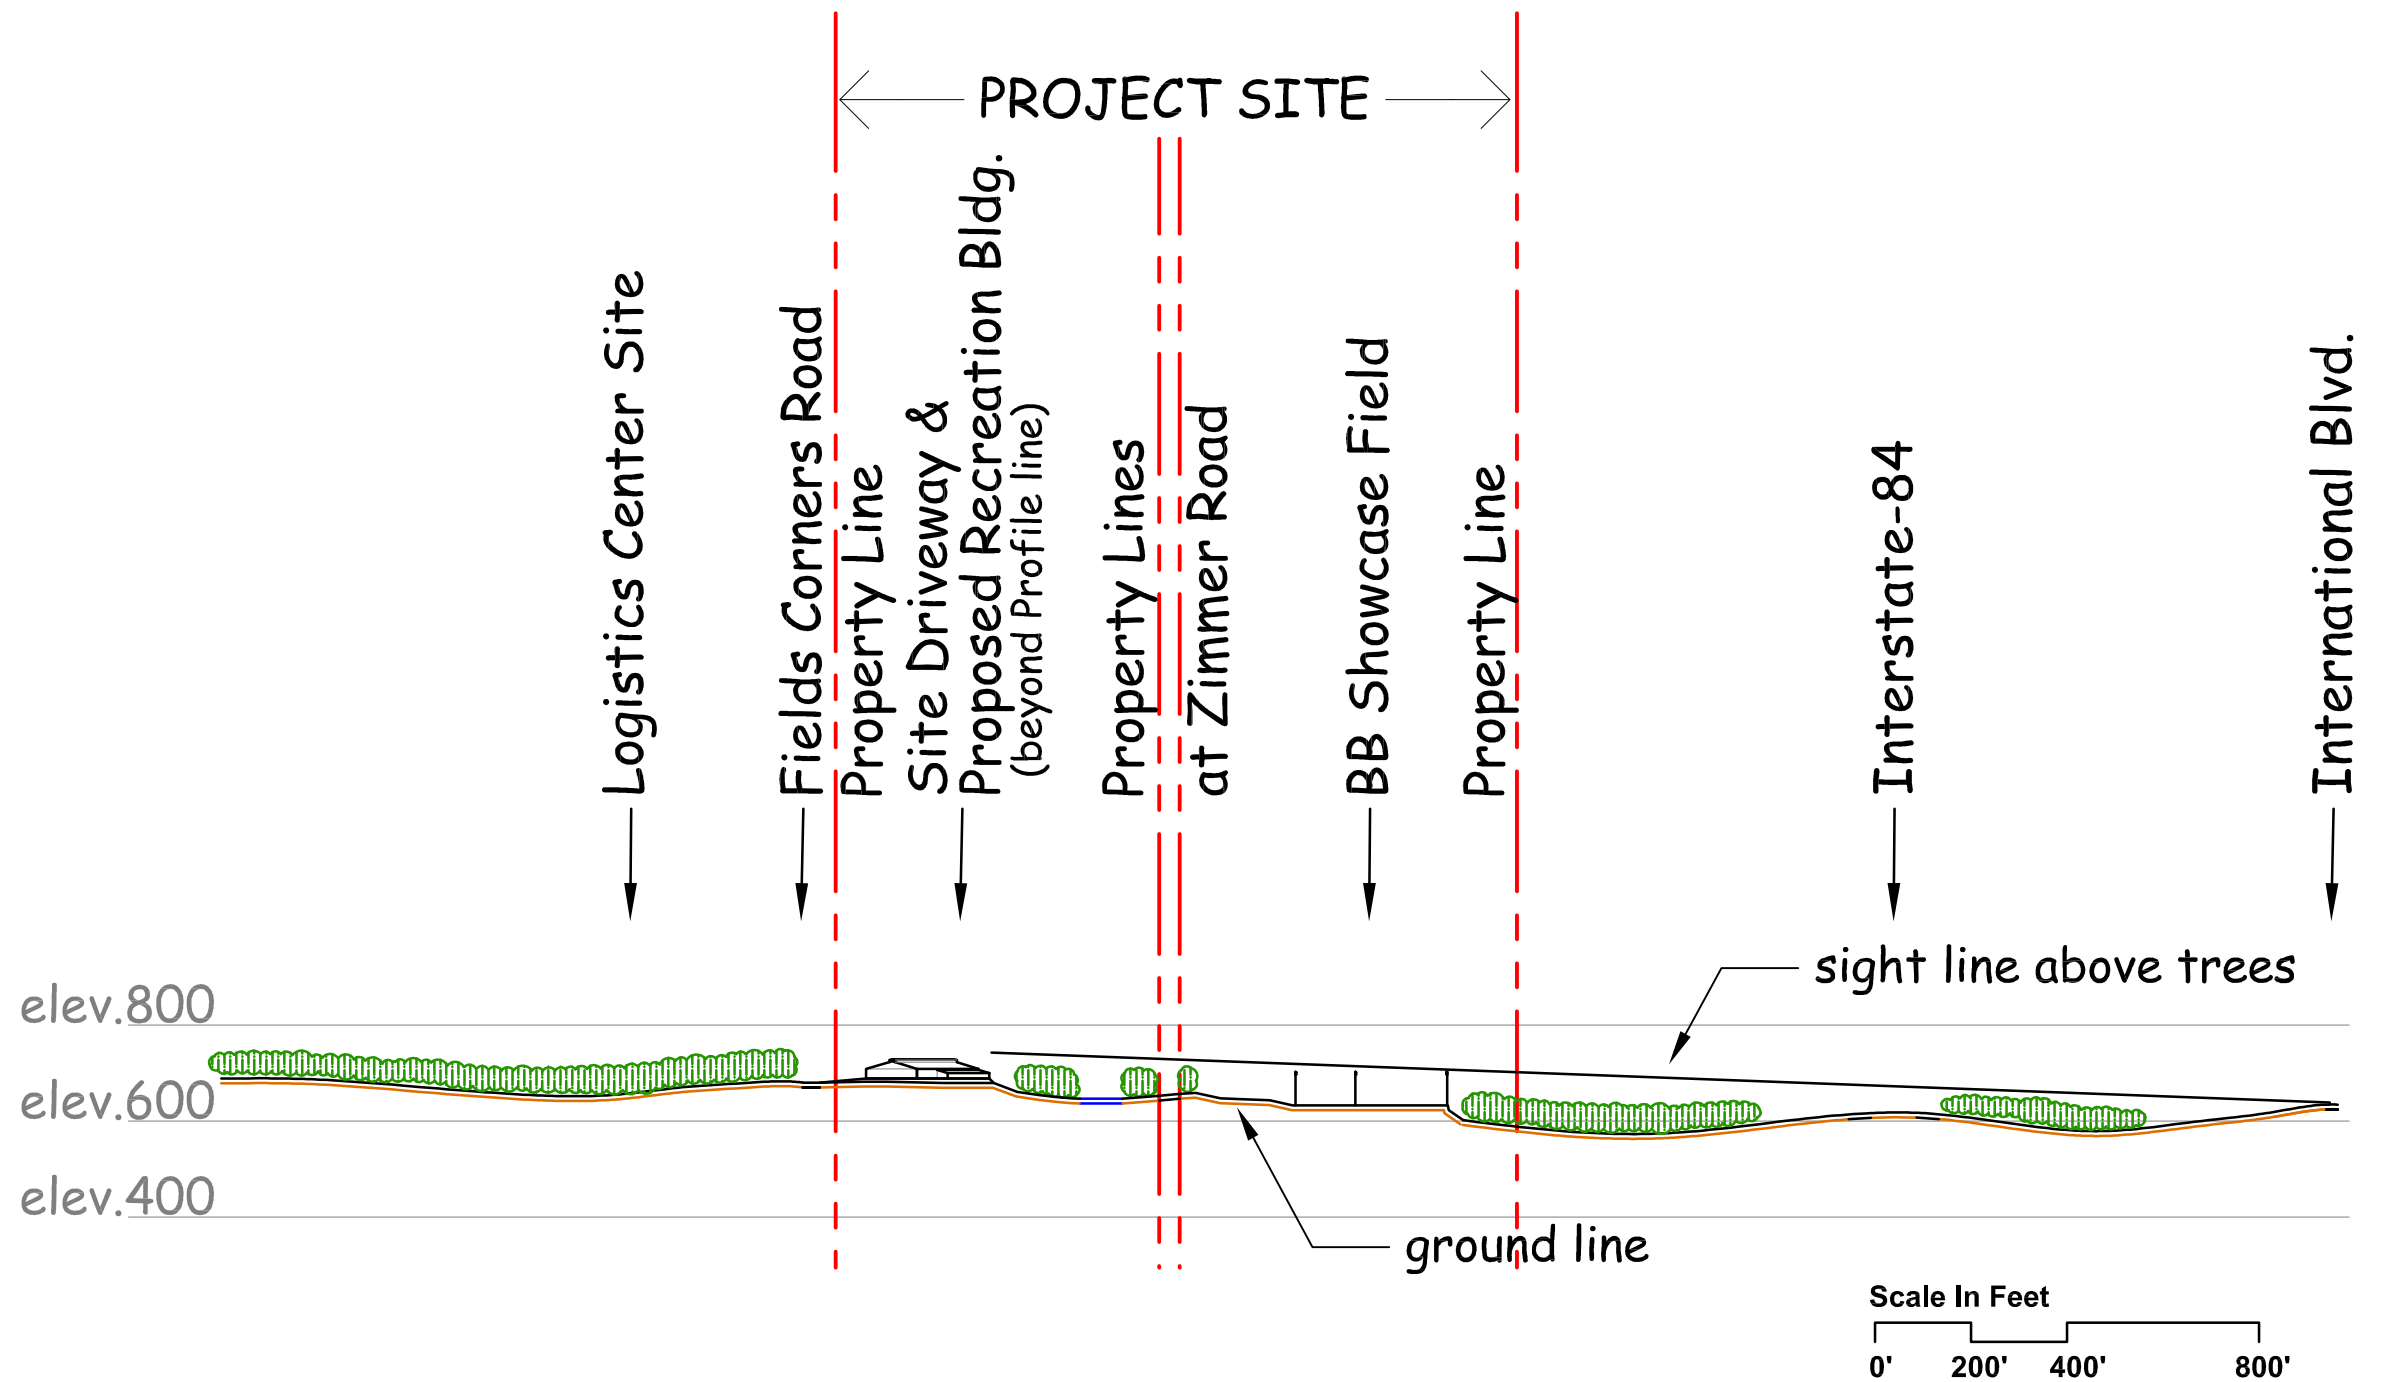 PROJECT SITE
Logistics Center Site
Fields Corners Road
Property Line
Site Driveway &
Proposed Recreation Bldg.
(beyond Profile line)
Property Lines
at Zimmer Road
BB Showcase Field
Property Line
Interstate-84
International Blvd.
sight line above trees
elev.800
elev.600
elev.400
ground line
Scale In Feet
0' 200' 400' 800'